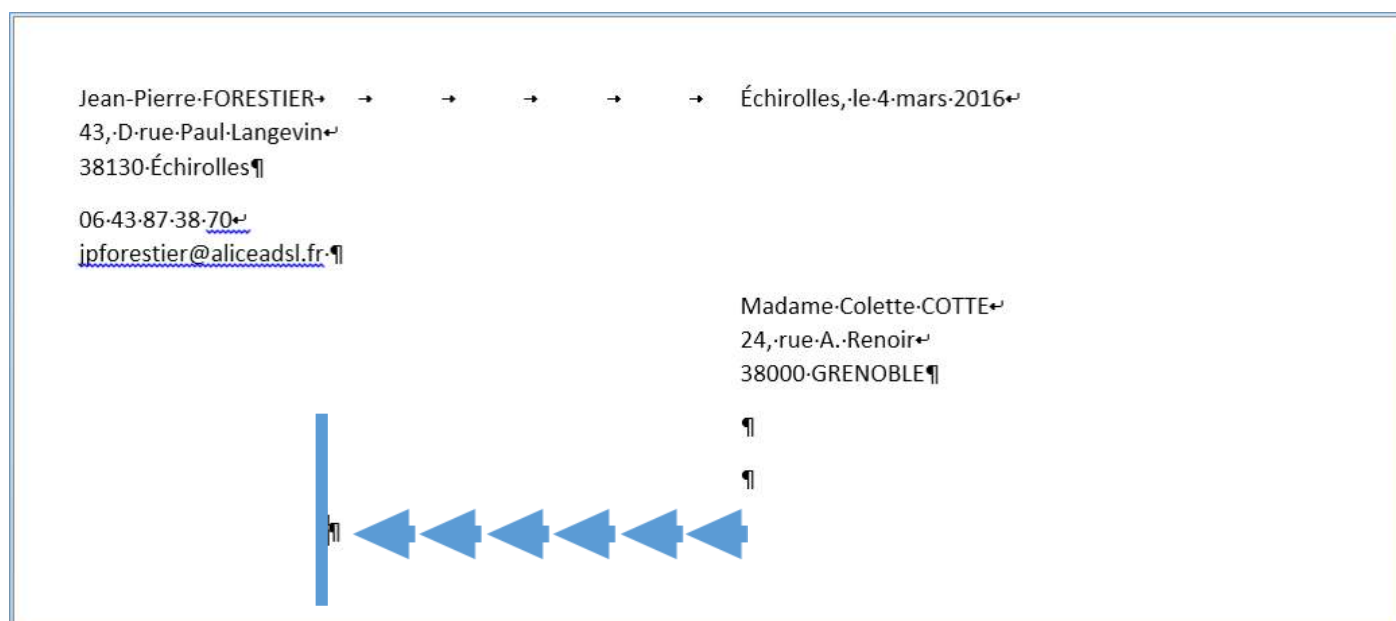 Jean-Pierre·FORESTIER→ → → → → → Échirolles,·le·4·mars·2016↵
43,·D·rue·Paul·Langevin↵
38130·Échirolles¶
06·43·87·38·70↵
jpforestier@aliceadsl.fr·¶
Madame·Colette·COTTE↵
24,·rue·A.·Renoir↵
38000·GRENOBLE¶
¶
¶
¶